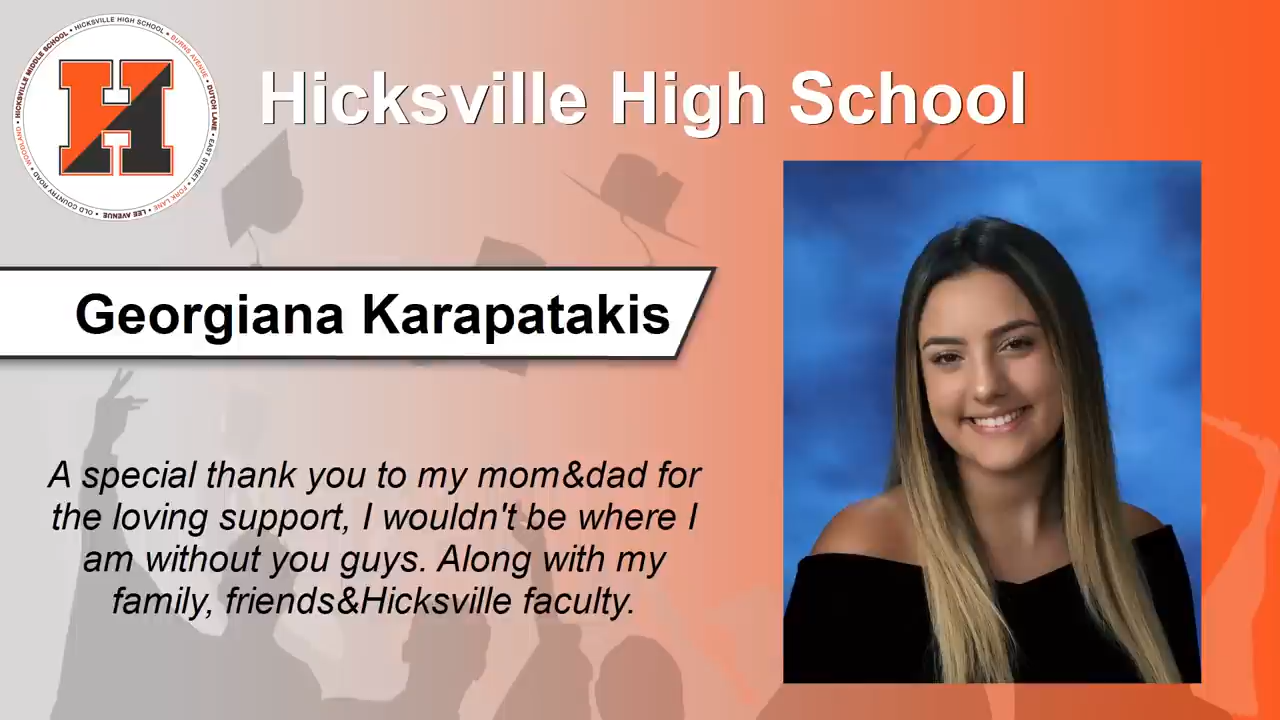 HICKSVILLE MIDDLE SCHOOL • HICKSVILLE HIGH SCHOOL • BURNS AVENUE • DUTCH LANE • EAST STREET • FORK LANE • LEE AVENUE • OLD COUNTRY ROAD • WOODLAND •
H
Hicksville High School
Georgiana Karapatakis
A special thank you to my mom&dad for
the loving support, I wouldn't be where I
am without you guys. Along with my
family, friends&Hicksville faculty.